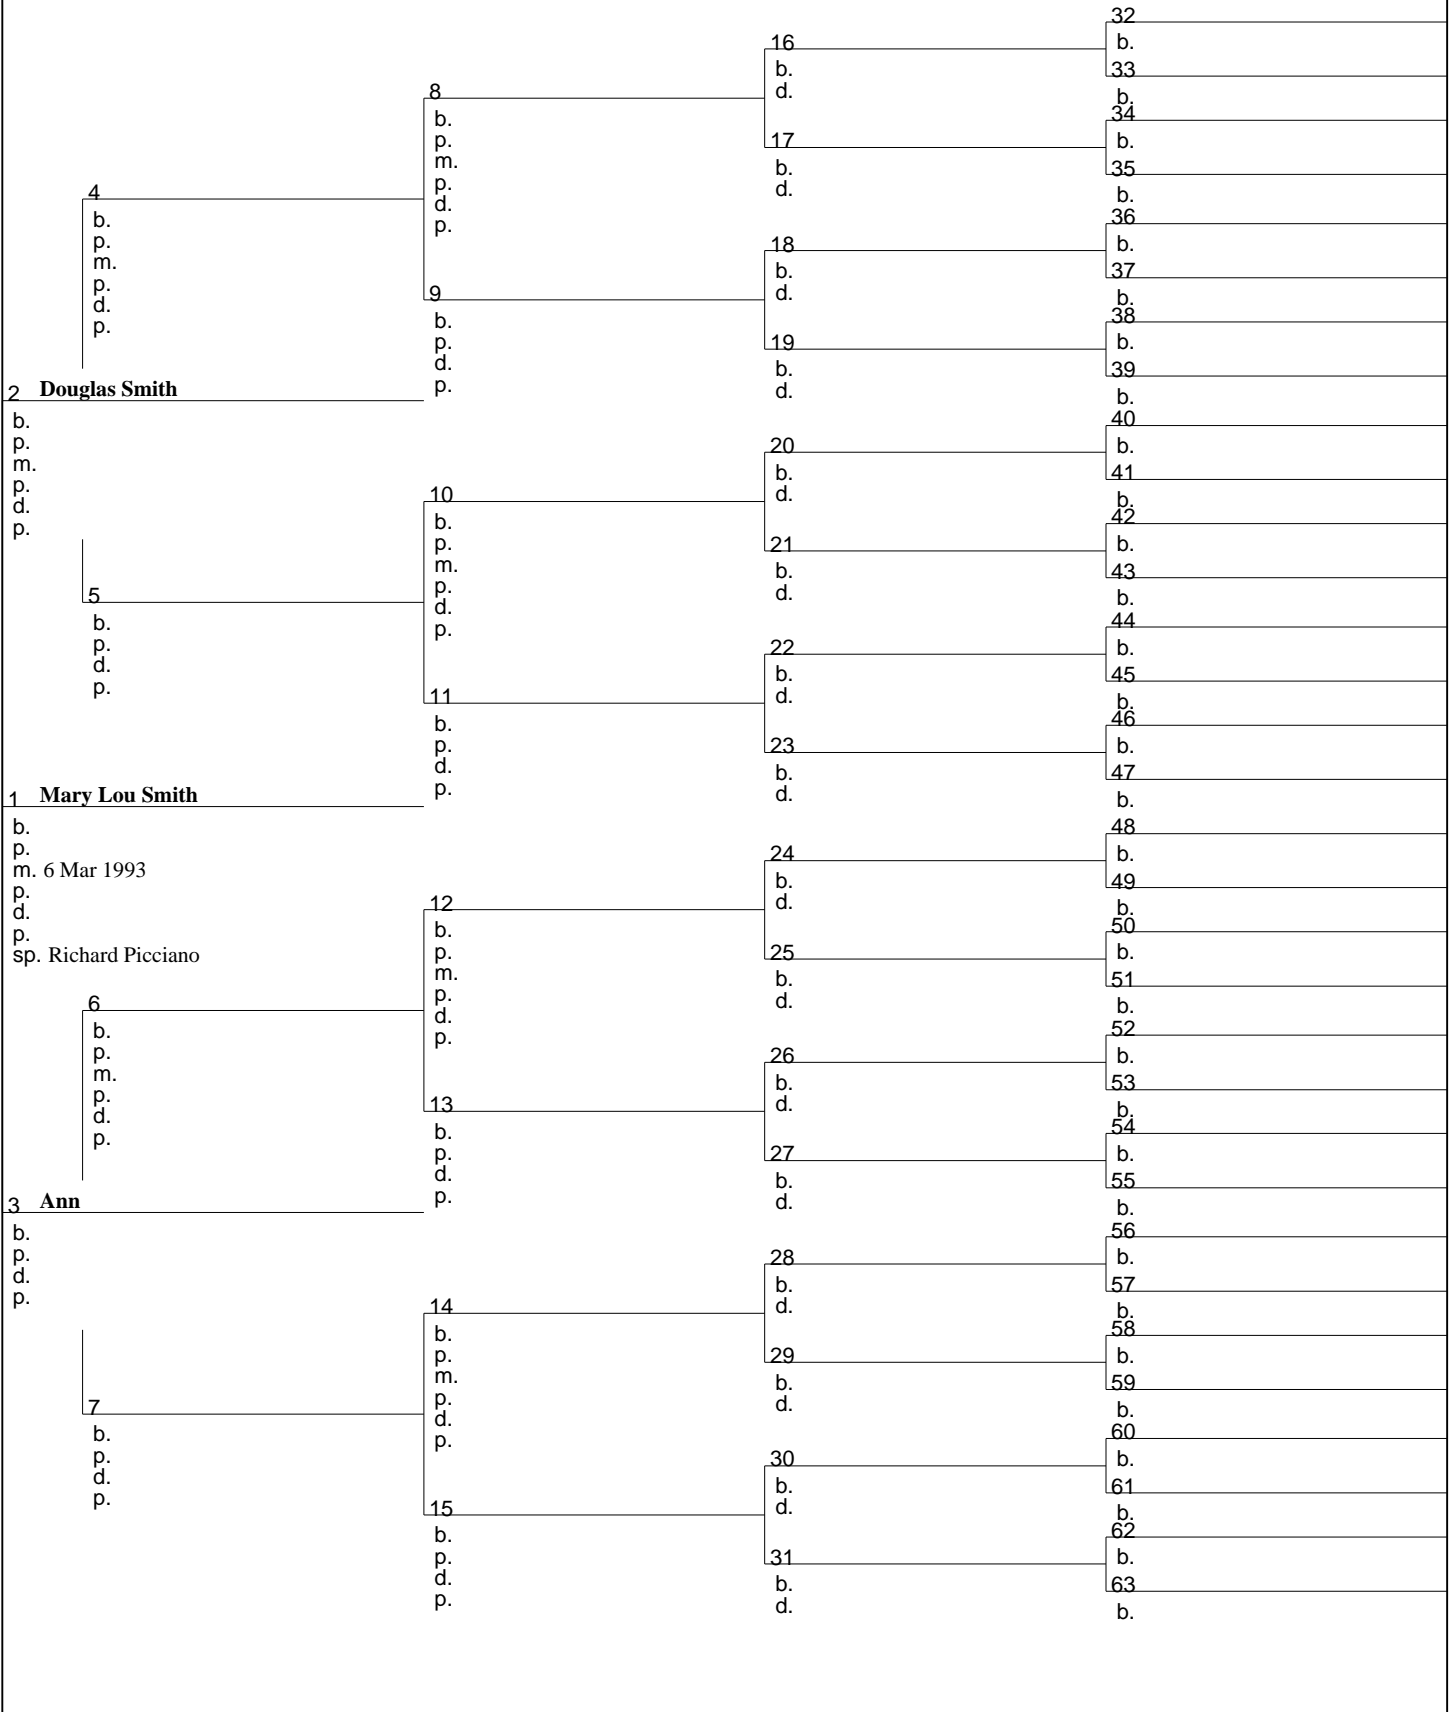 32
b.
33
b.
34
b.
35
b.
36
b.
37
b.
38
b.
39
b.
40
b.
41
b.
42
b.
43
b.
44
b.
45
b.
46
b.
47
b.
48
b.
49
b.
50
b.
51
b.
52
b.
53
b.
54
b.
55
b.
56
b.
57
b.
58
b.
59
b.
60
b.
61
b.
62
b.
63
b.
16
b.
d.
17
b.
d.
18
b.
d.
19
b.
d.
20
b.
d.
21
b.
d.
22
b.
d.
23
b.
d.
24
b.
d.
25
b.
d.
26
b.
d.
27
b.
d.
28
b.
d.
29
b.
d.
30
b.
d.
31
b.
d.
8
b.
p.
m.
p.
d.
p.
9
b.
p.
d.
p.
10
b.
p.
m.
p.
d.
p.
11
b.
p.
d.
p.
12
b.
p.
m.
p.
d.
p.
13
b.
p.
d.
p.
14
b.
p.
m.
p.
d.
p.
15
b.
p.
d.
p.
4
b.
p.
m.
p.
d.
p.
5
b.
p.
d.
p.
6
b.
p.
m.
p.
d.
p.
7
b.
p.
d.
p.
2 Douglas Smith
b.
p.
m.
p.
d.
p.
1 Mary Lou Smith
b.
p.
m. 6 Mar 1993
p.
d.
p.
sp. Richard Picciano
3 Ann
b.
p.
d.
p.